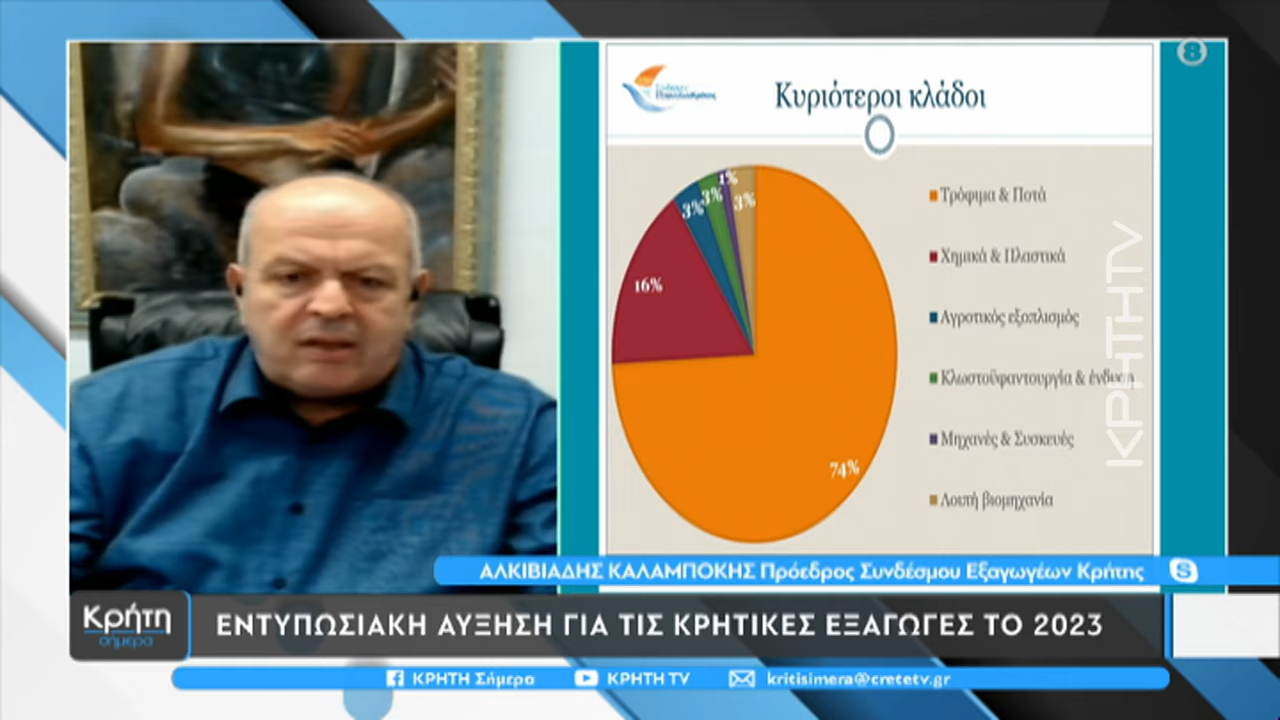 8
Σύνδεσμος
Κυριότεροι κλάδοι
1%
3%
3%
3%
16%
74%
Τρόφιμα & Ποτά
Χημικά & Πλαστικά
Αγροτικός εξοπλισμός
Κλωστοϋφαντουργία & ένδυση
Μηχανές & Συσκευές
Λοιπή βιομηχανία
ΚΡΗΤΗTV
ΑΛΚΙΒΙΑΔΗΣ ΚΑΛΑΜΠΟΚΗΣ Πρόεδρος Συνδέσμου Εξαγωγέων Κρήτης
Κρήτη
σήμερα
ΕΝΤΥΠΩΣΙΑΚΗ ΑΥΞΗΣΗ ΓΙΑ ΤΙΣ ΚΡΗΤΙΚΕΣ ΕΞΑΓΩΓΕΣ ΤΟ 2023
ΚΡΗΤΗ Σήμερα ΚΡΗΤΗ TV kritisimera@cretetv.gr